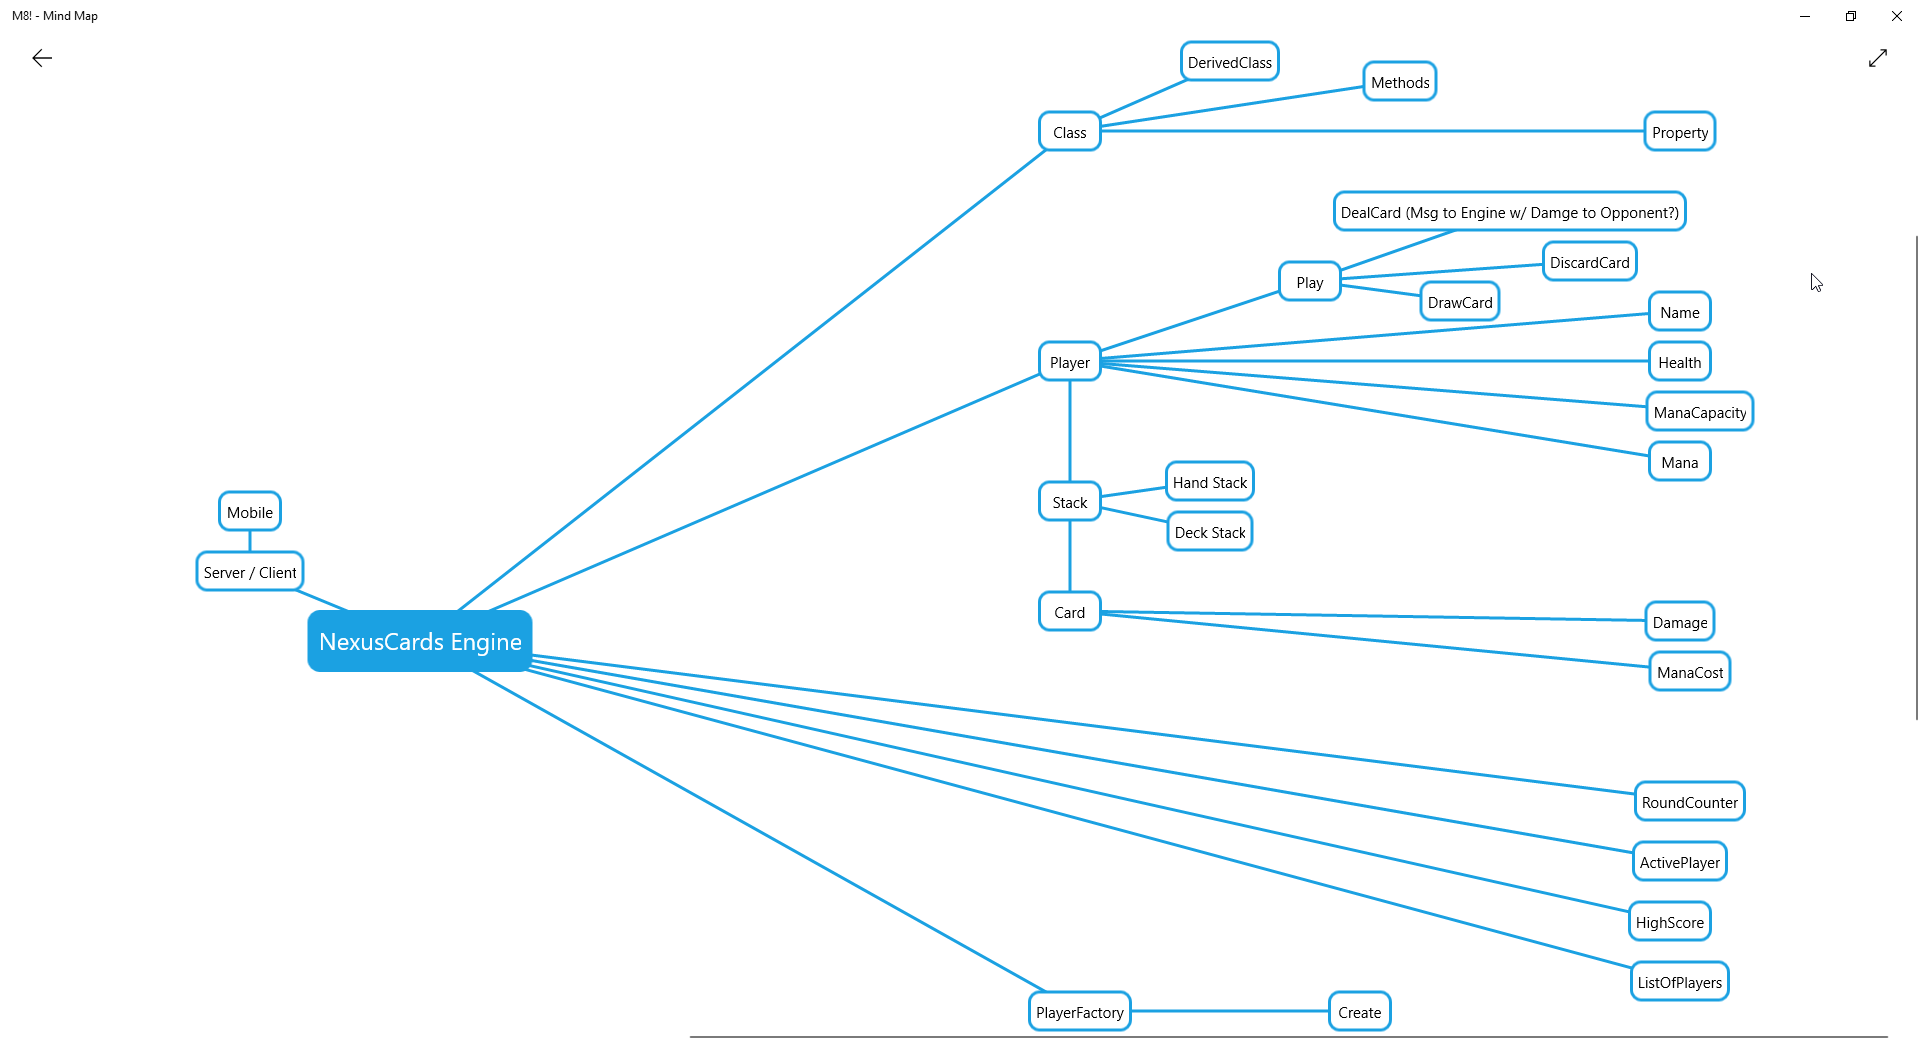 M8! - Mind Map
DerivedClass
Methods
Class
Property
DealCard (Msg to Engine w/ Damge to Opponent?)
DiscardCard
Play
DrawCard
Name
Player
Health
ManaCapacity
Mana
Hand Stack
Stack
Deck Stack
Mobile
Server / Client
Card
Damage
NexusCards Engine
ManaCost
RoundCounter
ActivePlayer
HighScore
ListOfPlayers
PlayerFactory
Create